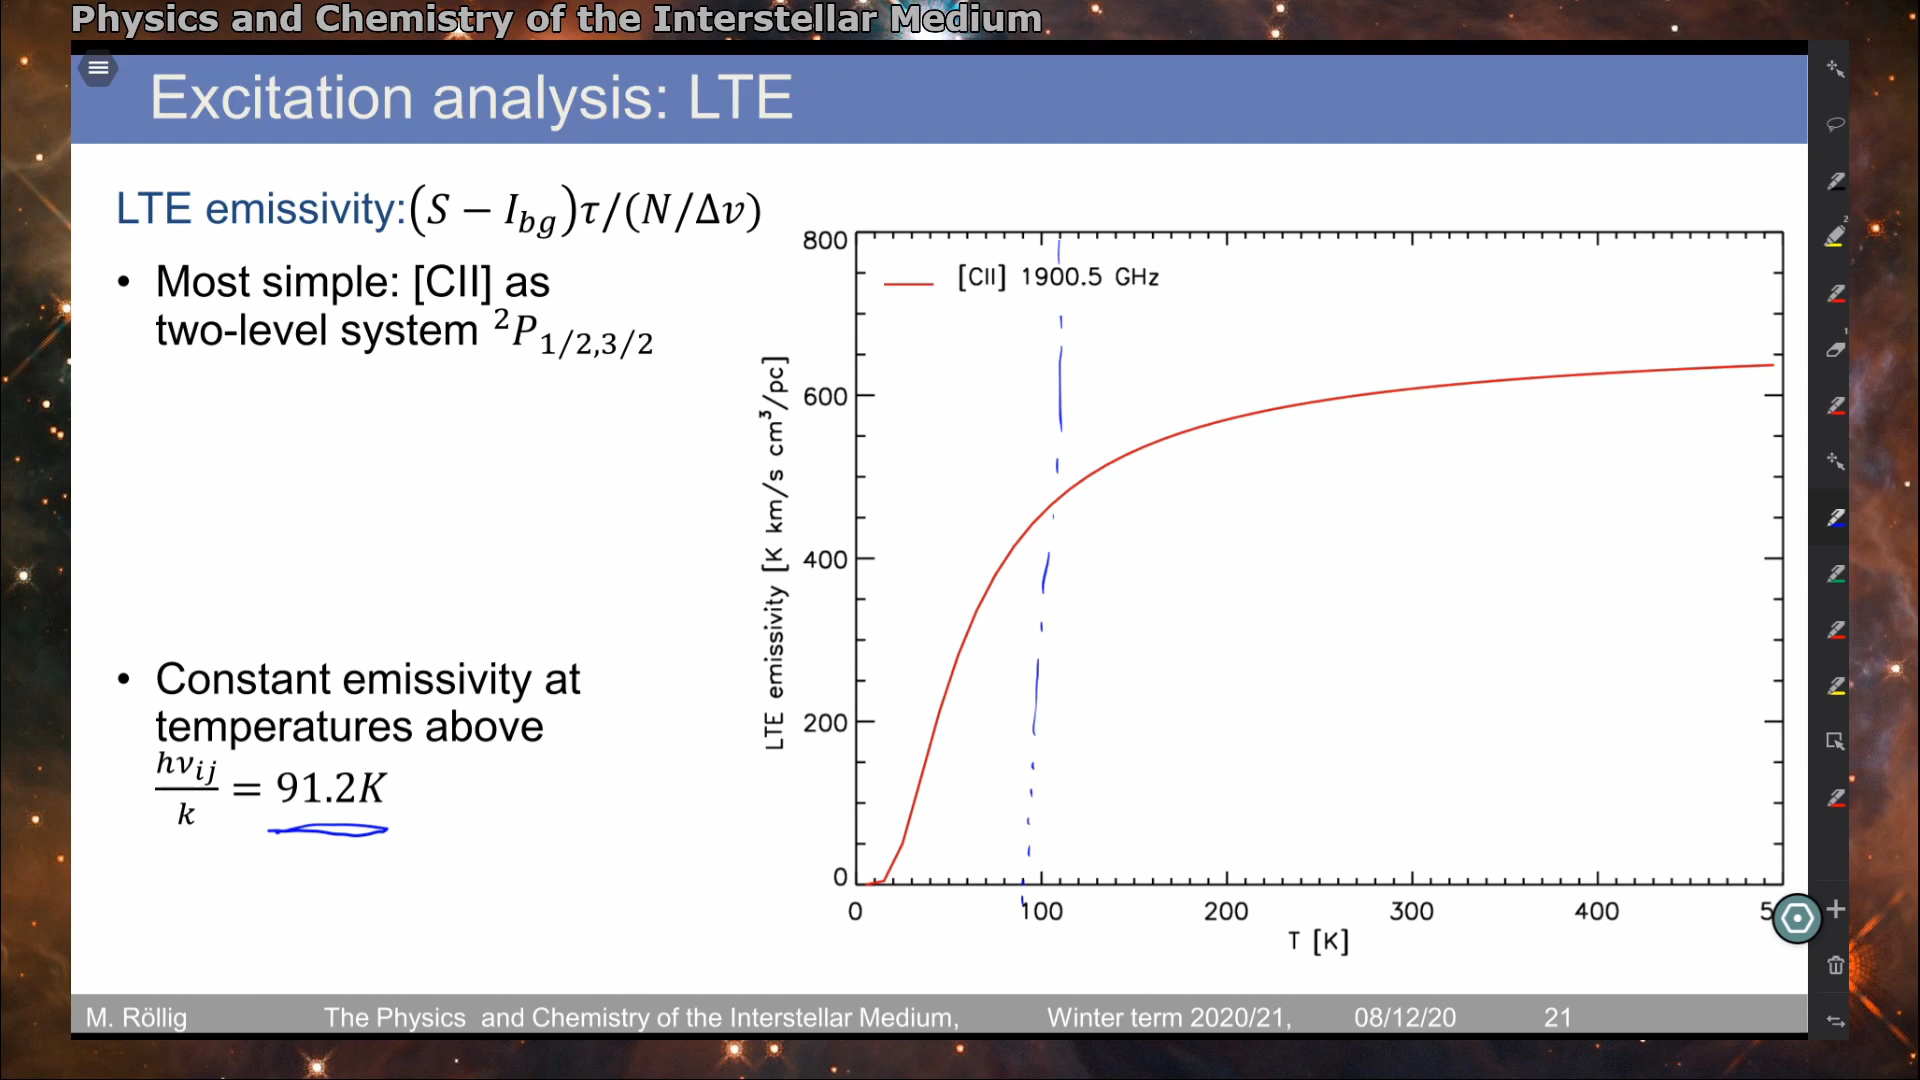 Physics and Chemistry of the Interstellar Medium
Excitation analysis: LTE
LTE emissivity: (S − I_bg)τ/(N/Δv)
• Most simple: [CII] as
two-level system ²P_1/2,3/2
• Constant emissivity at
temperatures above
hν_ij/k = 91.2K
[CII] 1900.5 GHz
LTE emissivity [K km/s cm³/pc]
800
600
400
200
0
0 100 200 300 400 5
T [K]
M. Röllig The Physics and Chemistry of the Interstellar Medium, Winter term 2020/21, 08/12/20 21
2
1